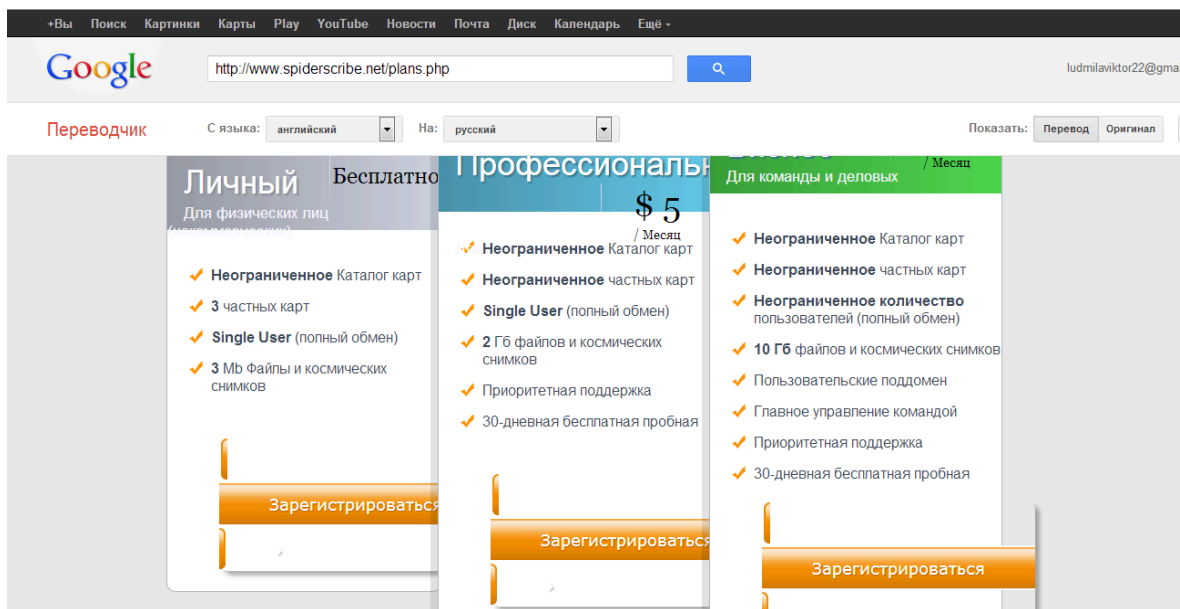 +Вы Поиск Картинки Карты Play YouTube Новости Почта Диск Календарь Ещё
Google
http://www.spiderscribe.net/plans.php
ludmilaviktor22@gma
Переводчик
С языка: английский
На: русский
Показать: Перевод Оригинал
Личный
Бесплатно
Для физических лиц
(некоммерческих)
Неограниченное Каталог карт
3 частных карт
Single User (полный обмен)
3 Mb Файлы и космических
снимков
Зарегистрироваться
Профессиональн
$ 5
/ Месяц
Неограниченное Каталог карт
Неограниченное частных карт
Single User (полный обмен)
2 Гб файлов и космических
снимков
Приоритетная поддержка
30-дневная бесплатная пробная
Зарегистрироваться
/ Месяц
Для команды и деловых
Неограниченное Каталог карт
Неограниченное частных карт
Неограниченное количество
пользователей (полный обмен)
10 Гб файлов и космических снимков
Пользовательские поддомен
Главное управление командой
Приоритетная поддержка
30-дневная бесплатная пробная
Зарегистрироваться